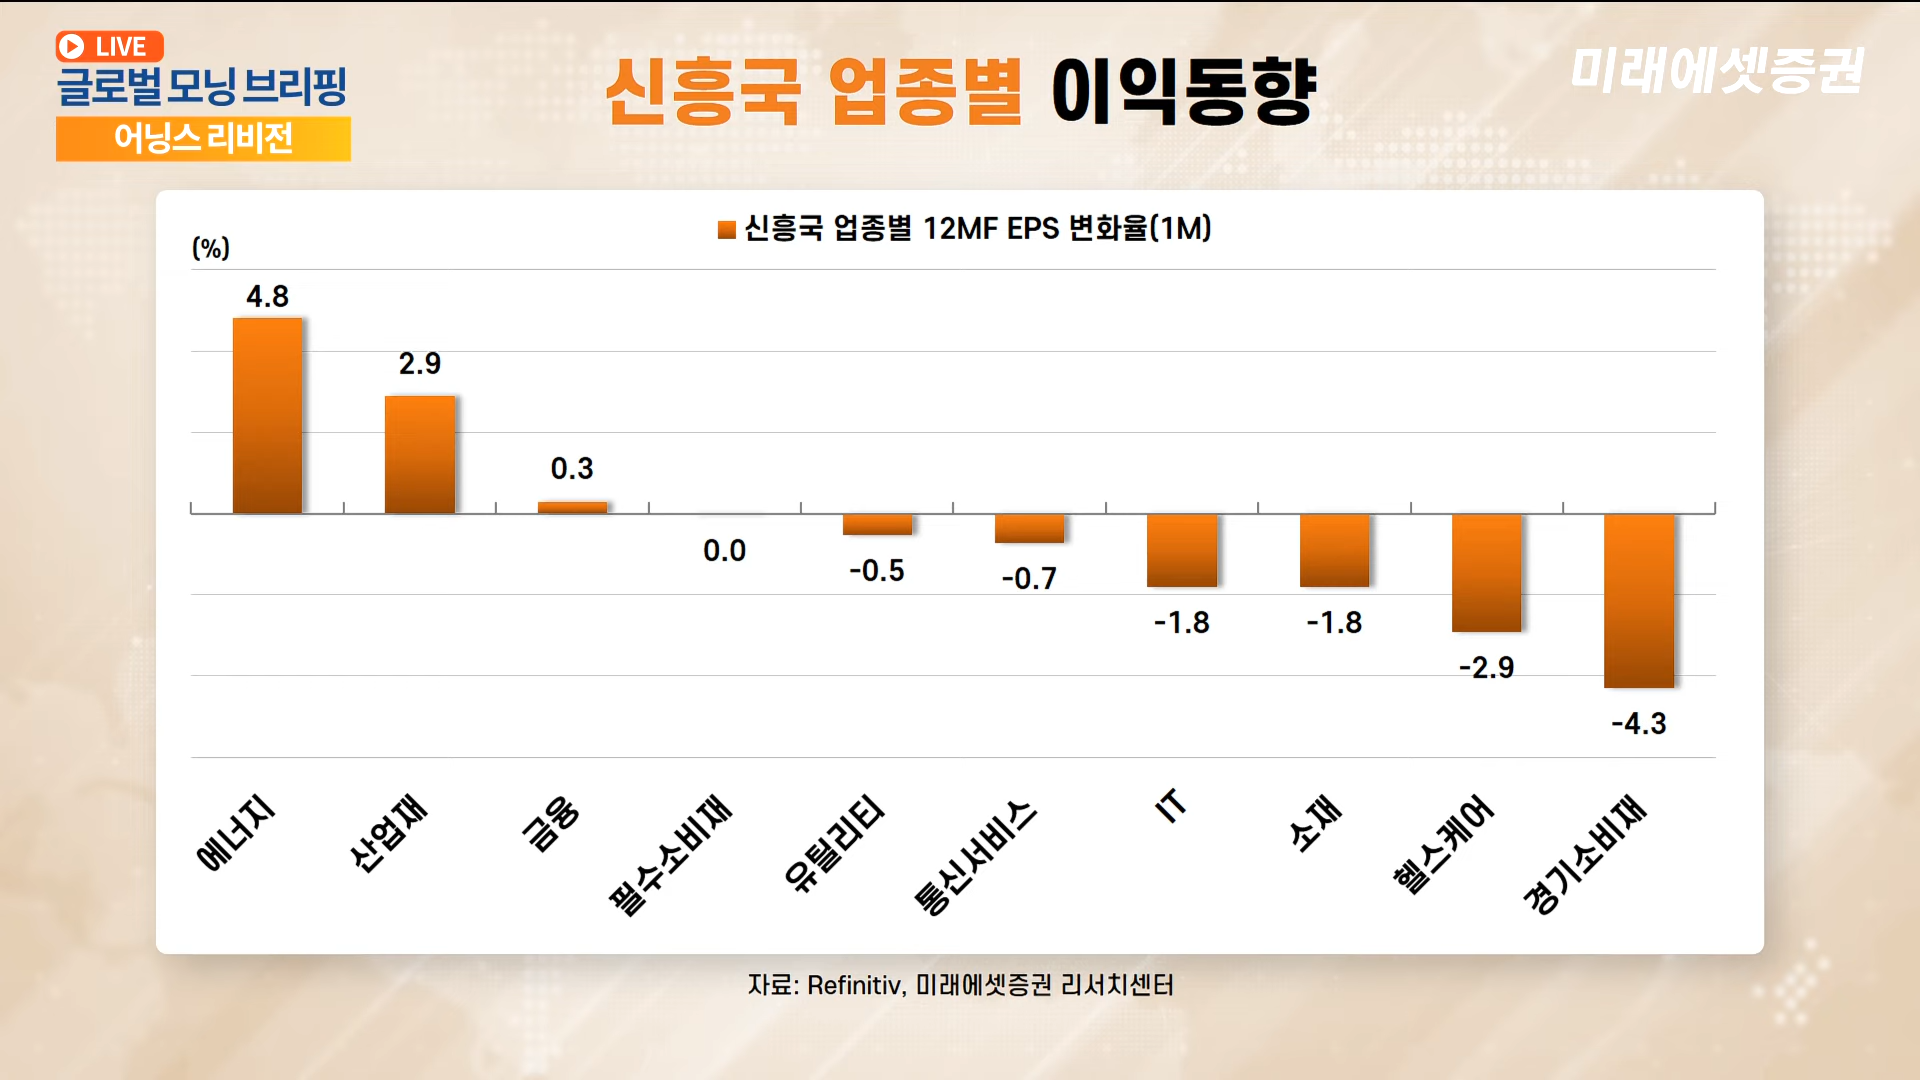 LIVE
글로벌 모닝 브리핑
어닝스 리비전
신흥국 업종별 이익동향
미래에셋증권
신흥국 업종별 12MF EPS 변화율(1M)
(%)
4.8
2.9
0.3
0.0
-0.5
-0.7
-1.8
-1.8
-2.9
-4.3
에너지
산업재
금융
필수소비재
유틸리티
통신서비스
IT
소재
헬스케어
경기소비재
자료: Refinitiv, 미래에셋증권 리서치센터